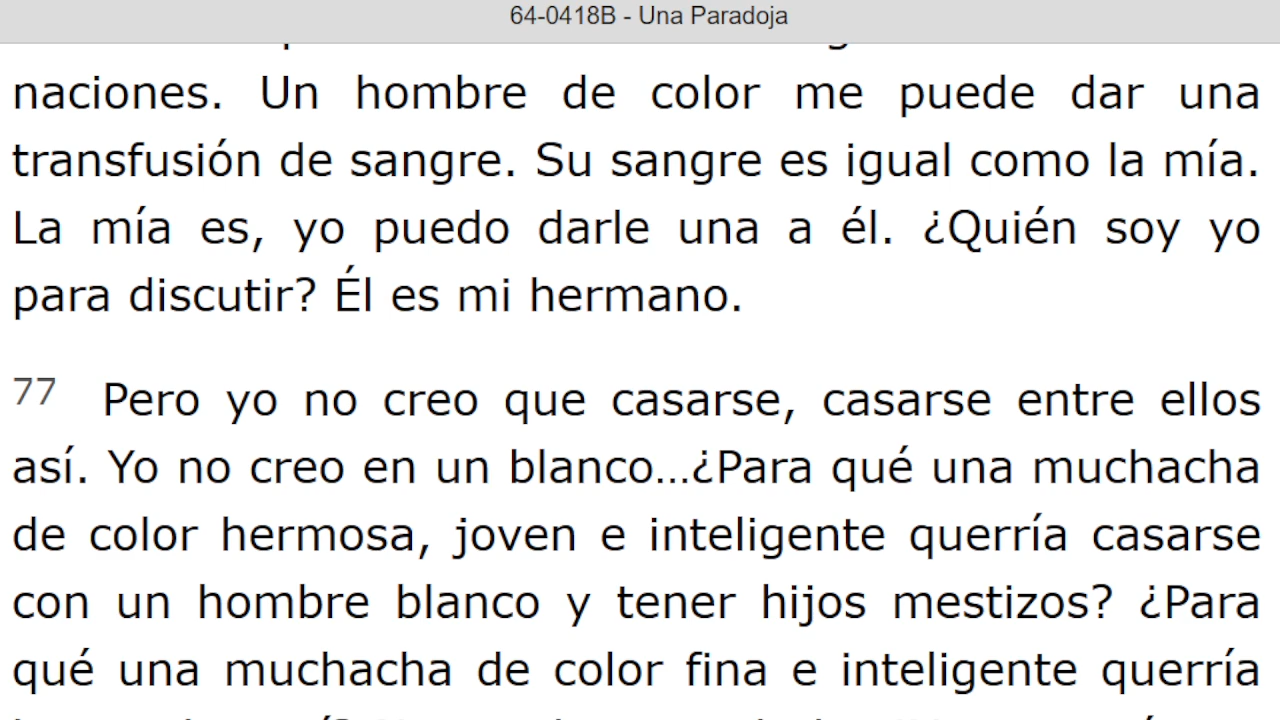 64-0418B - Una Paradoja
naciones. Un hombre de color me puede dar una
transfusión de sangre. Su sangre es igual como la mía.
La mía es, yo puedo darle una a él. ¿Quién soy yo
para discutir? Él es mi hermano.
77 Pero yo no creo que casarse, casarse entre ellos
así. Yo no creo en un blanco...¿Para qué una muchacha
de color hermosa, joven e inteligente querría casarse
con un hombre blanco y tener hijos mestizos? ¿Para
qué una muchacha de color fina e inteligente querría